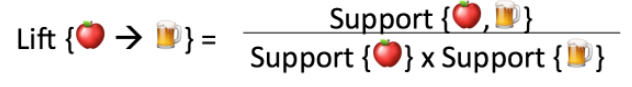 Lift {🍎 → 🍺} =
Support {🍎, 🍺}
Support {🍎} x Support {🍺}